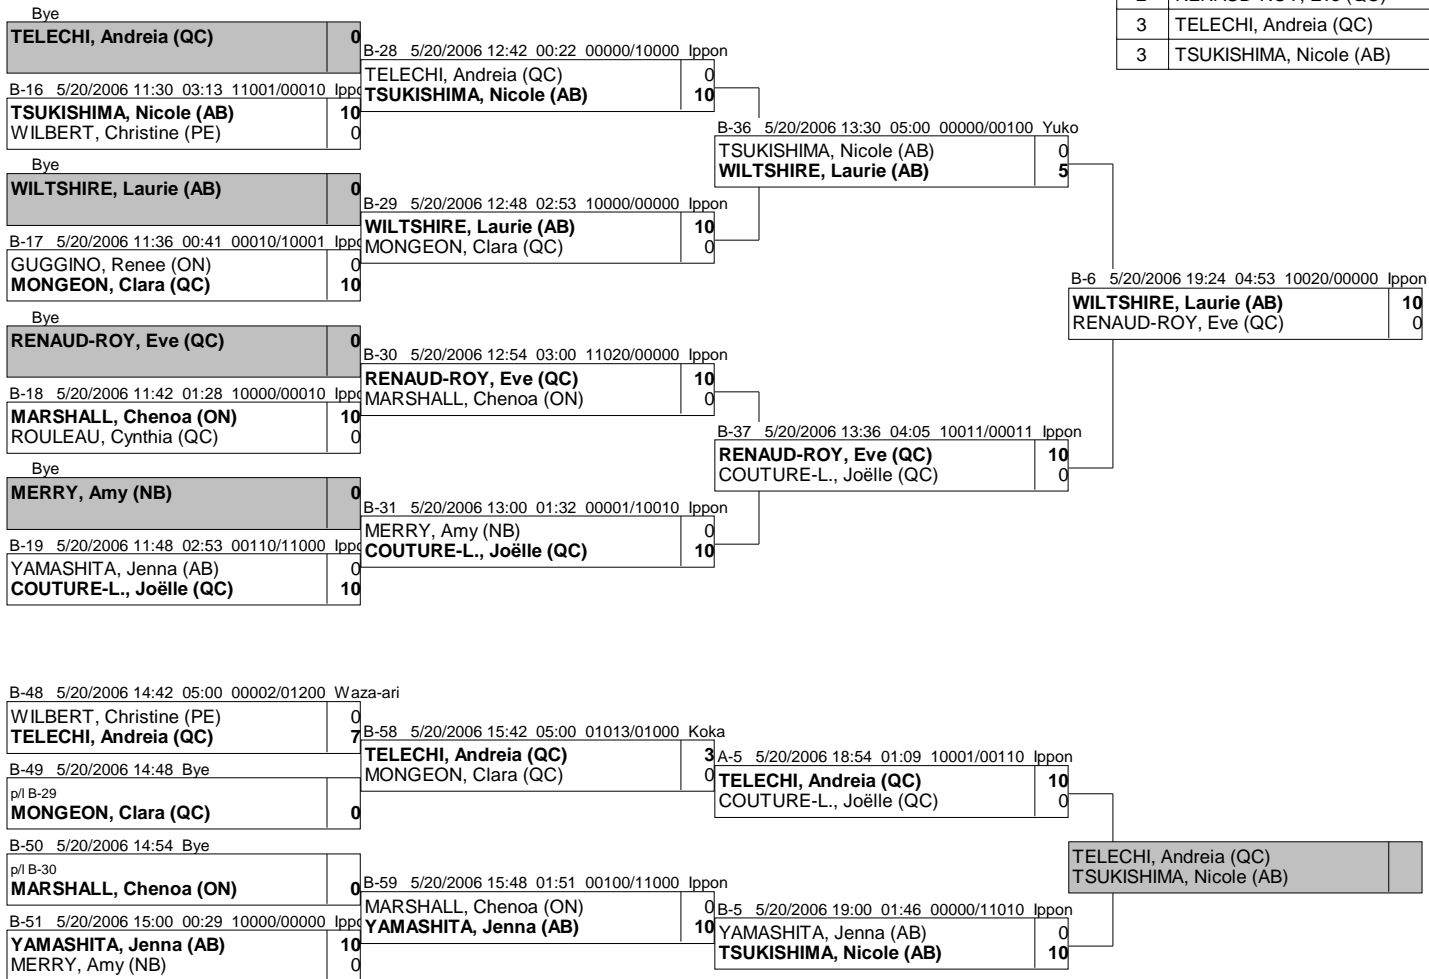 Bye
TELECHI, Andreia (QC) 0
B-16 5/20/2006 11:30 03:13 11001/00010
TSUKISHIMA, Nicole (AB) 10
WILBERT, Christine (PE) 0
Bye
WILTSHIRE, Laurie (AB) 0
B-17 5/20/2006 11:36 00:41 00010/10001
GUGGINO, Renee (ON) 0
MONGEON, Clara (QC) 10
Bye
RENAUD-ROY, Eve (QC) 0
B-18 5/20/2006 11:42 01:28 10000/00010
MARSHALL, Chenoa (ON) 10
ROULEAU, Cynthia (QC) 0
Bye
MERRY, Amy (NB) 0
B-19 5/20/2006 11:48 02:53 00110/11000
YAMASHITA, Jenna (AB) 0
COUTURE-L., Joëlle (QC) 10
B-28 5/20/2006 12:42 00:22 00000/10000 Ippon
TELECHI, Andreia (QC) 0
TSUKISHIMA, Nicole (AB) 10
B-29 5/20/2006 12:48 02:53 10000/00000 Ippon
WILTSHIRE, Laurie (AB) 10
MONGEON, Clara (QC) 0
B-30 5/20/2006 12:54 03:00 11020/00000 Ippon
RENAUD-ROY, Eve (QC) 10
MARSHALL, Chenoa (ON) 0
B-31 5/20/2006 13:00 01:32 00001/10010 Ippon
MERRY, Amy (NB) 0
COUTURE-L., Joëlle (QC) 10
B-36 5/20/2006 13:30 05:00 00000/00100 Yuko
TSUKISHIMA, Nicole (AB) 0
WILTSHIRE, Laurie (AB) 5
B-37 5/20/2006 13:36 04:05 10011/00011 Ippon
RENAUD-ROY, Eve (QC) 10
COUTURE-L., Joëlle (QC) 0
3 TELECHI, Andreia (QC)
3 TSUKISHIMA, Nicole (AB)
B-6 5/20/2006 19:24 04:53 10020/00000 Ippon
WILTSHIRE, Laurie (AB) 10
RENAUD-ROY, Eve (QC) 0
B-48 5/20/2006 14:42 05:00 00002/01200 Waza-ari
WILBERT, Christine (PE) 0
TELECHI, Andreia (QC) 7
B-49 5/20/2006 14:48 Bye
p/l B-29
MONGEON, Clara (QC) 0
B-50 5/20/2006 14:54 Bye
p/l B-30
MARSHALL, Chenoa (ON) 0
B-51 5/20/2006 15:00 00:29 10000/00000
YAMASHITA, Jenna (AB) 10
MERRY, Amy (NB) 0
B-58 5/20/2006 15:42 05:00 01013/01000 Koka
TELECHI, Andreia (QC) 3
MONGEON, Clara (QC) 0
B-59 5/20/2006 15:48 01:51 00100/11000 Ippon
MARSHALL, Chenoa (ON) 0
YAMASHITA, Jenna (AB) 10
A-5 5/20/2006 18:54 01:09 10001/00110 Ippon
TELECHI, Andreia (QC) 10
COUTURE-L., Joëlle (QC) 0
B-5 5/20/2006 19:00 01:46 00000/11010 Ippon
YAMASHITA, Jenna (AB) 0
TSUKISHIMA, Nicole (AB) 10
TELECHI, Andreia (QC)
TSUKISHIMA, Nicole (AB)